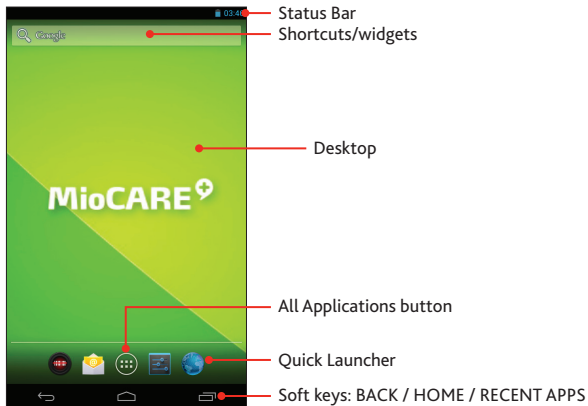 03:46
Status Bar
Google
Shortcuts/widgets
Desktop
MioCARE+
All Applications button
Quick Launcher
Soft keys: BACK / HOME / RECENT APPS